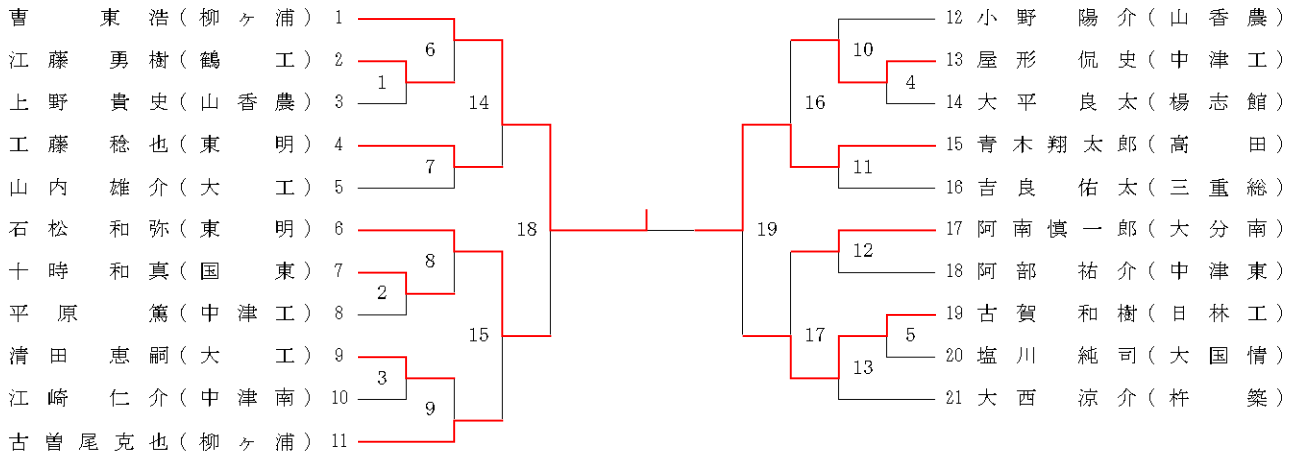 曺東浩(柳ヶ浦) 1
江藤勇樹(鶴工) 2
上野貴史(山香農) 3
工藤稔也(東明) 4
山内雄介(大工) 5
石松和弥(東明) 6
十時和真(国東) 7
平原篤(中津工) 8
清田恵嗣(大工) 9
江崎仁介(中津南) 10
古曽尾克也(柳ヶ浦) 11
1
2
3
6
7
8
9
14
15
18
19
16
17
10
11
12
13
4
5
12 小野陽介(山香農)
13 屋形侃史(中津工)
14 大平良太(楊志館)
15 青木翔太郎(高田)
16 吉良佑太(三重総)
17 阿南慎一郎(大分南)
18 阿部祐介(中津東)
19 古賀和樹(日林工)
20 塩川純司(大国情)
21 大西涼介(杵築)